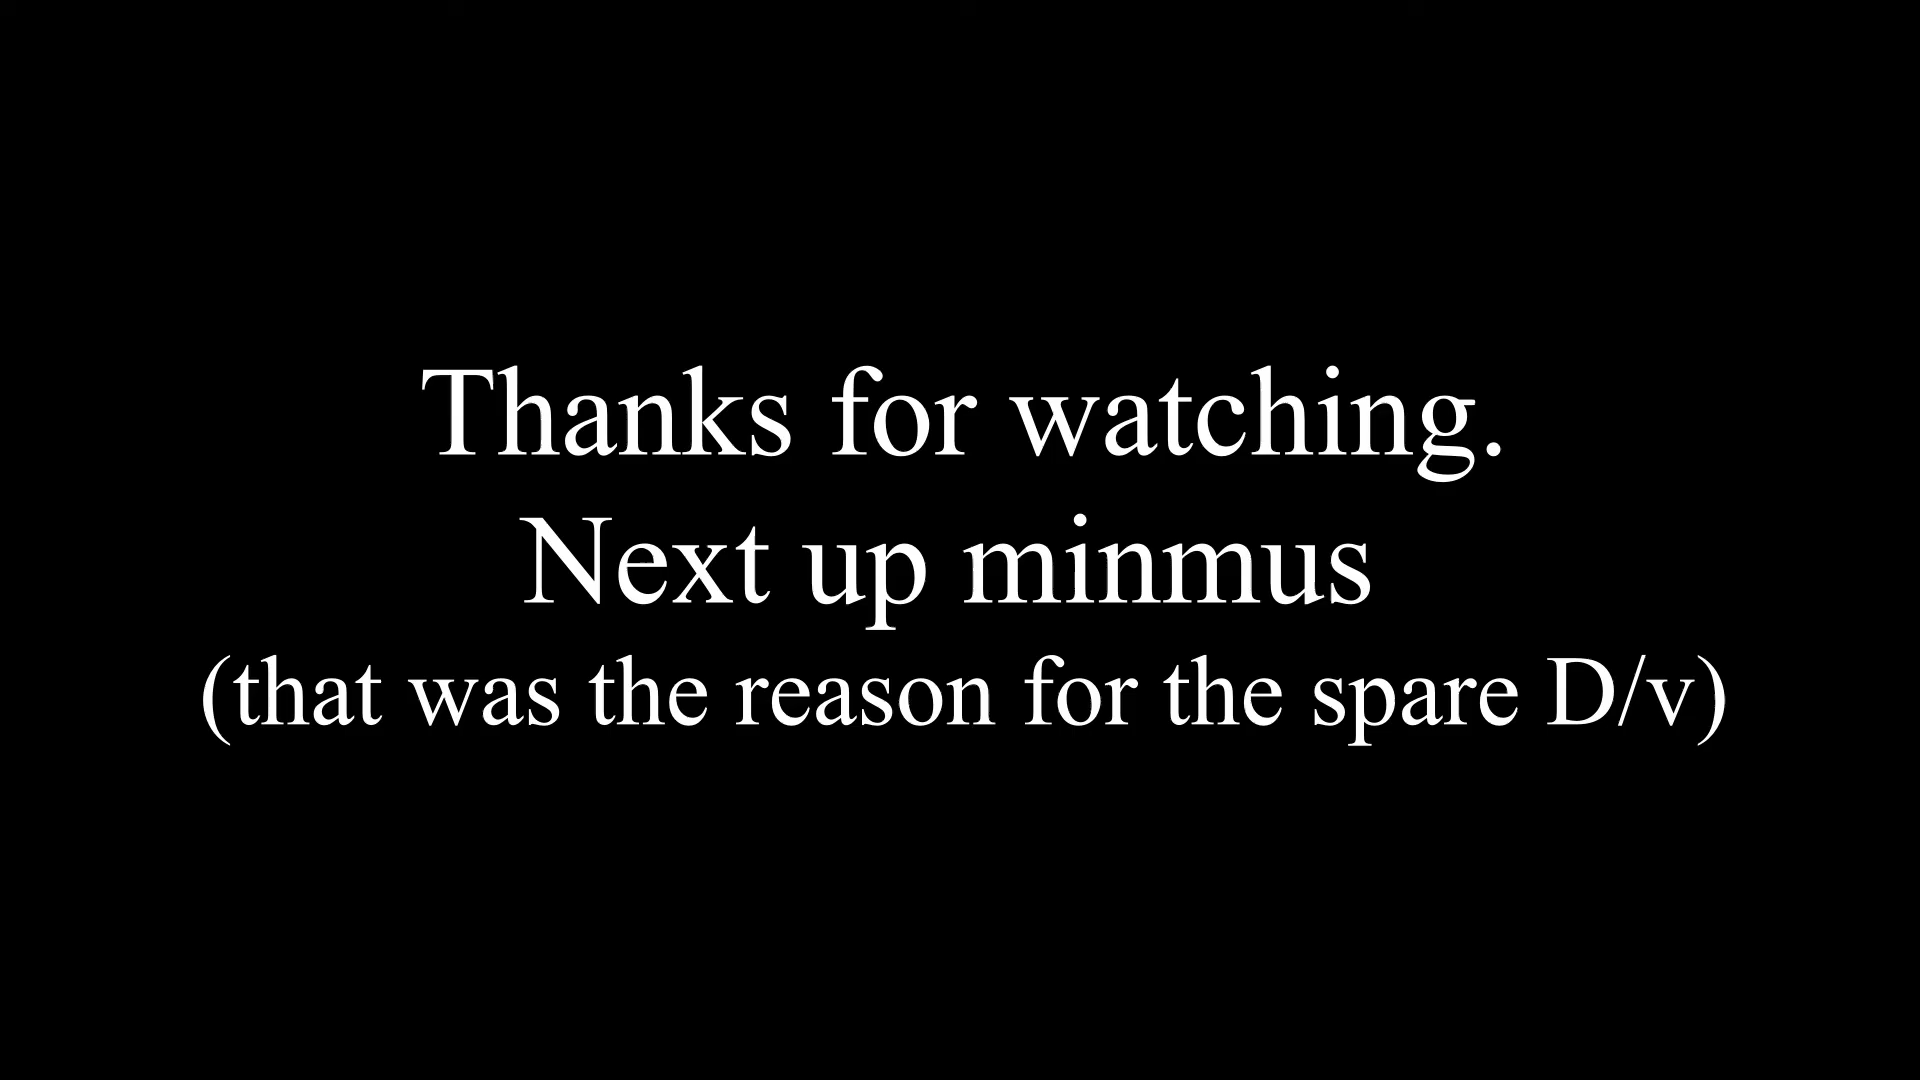 Thanks for watching.
Next up minmus
(that was the reason for the spare D/v)